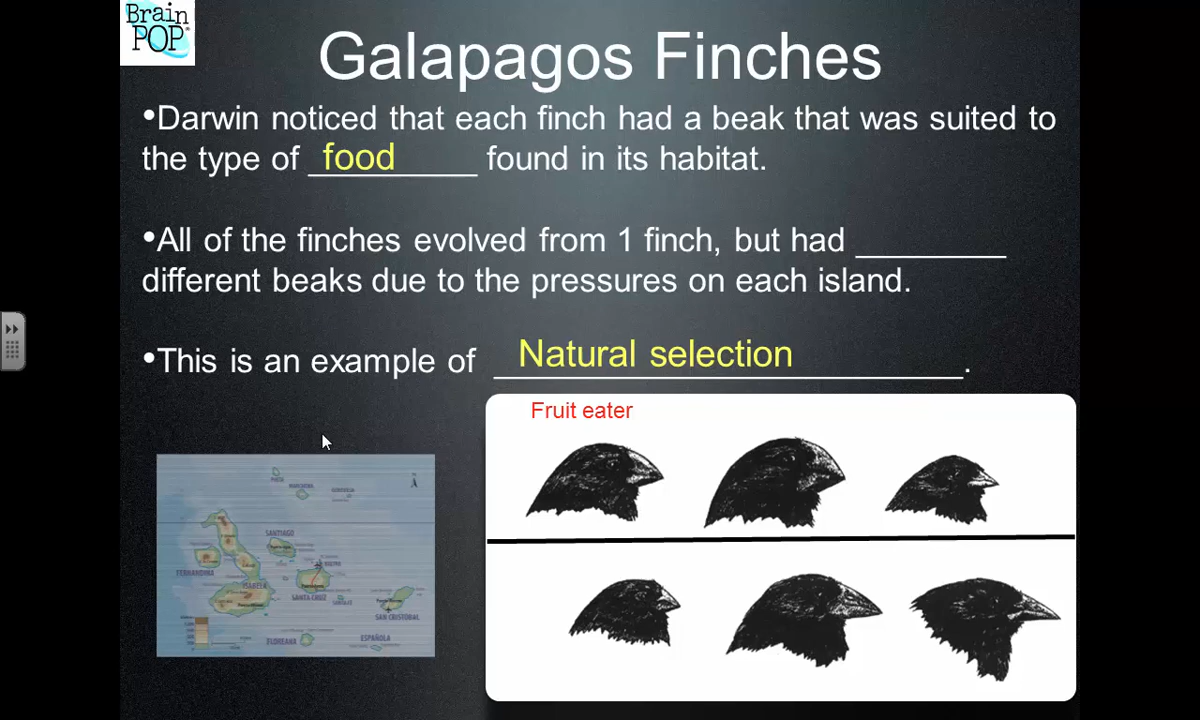 Brain
POP
Galapagos Finches
•Darwin noticed that each finch had a beak that was suited to
the type of food found in its habitat.
•All of the finches evolved from 1 finch, but had _________
different beaks due to the pressures on each island.
•This is an example of Natural selection.
Fruit eater
SANTIAGO
FERNANDINA
ISABELA
SANTA CRUZ
SAN CRISTOBAL
FLOREANA
ESPAÑOLA